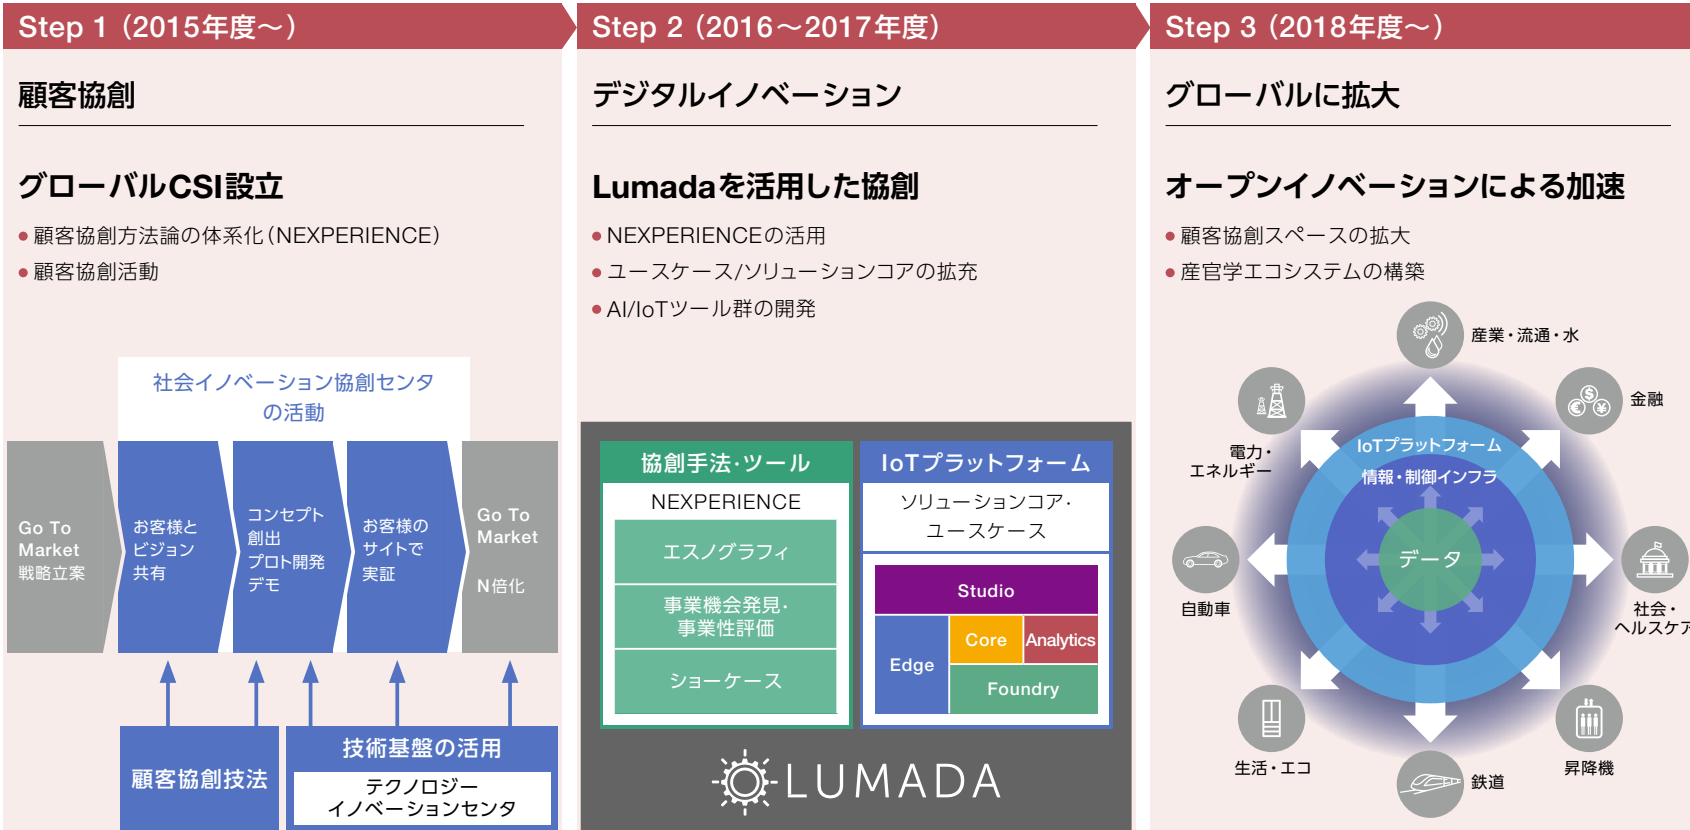 Step 1（2015年度～）
顧客協創
グローバルCSI設立
● 顧客協創方法論の体系化（NEXPERIENCE）
● 顧客協創活動
社会イノベーション協創センタ
の活動
Go To
Market
戦略立案
お客様と
ビジョン
共有
コンセプト
創出
プロト開発
デモ
お客様の
サイトで
実証
Go To
Market
N倍化
顧客協創技法
技術基盤の活用
テクノロジー
イノベーションセンタ
Step 2（2016～2017年度）
デジタルイノベーション
Lumadaを活用した協創
● NEXPERIENCEの活用
● ユースケース/ソリューションコアの拡充
● AI/IoTツール群の開発
協創手法・ツール
NEXPERIENCE
エスノグラフィ
事業機会発見・
事業性評価
ショーケース
IoTプラットフォーム
ソリューションコア・
ユースケース
Studio
Edge
Core
Analytics
Foundry
LUMADA
Step 3（2018年度～）
グローバルに拡大
オープンイノベーションによる加速
● 顧客協創スペースの拡大
● 産官学エコシステムの構築
産業・流通・水
金融
電力・
エネルギー
IoTプラットフォーム
情報・制御インフラ
データ
自動車
社会・
ヘルスケア
生活・エコ
昇降機
鉄道